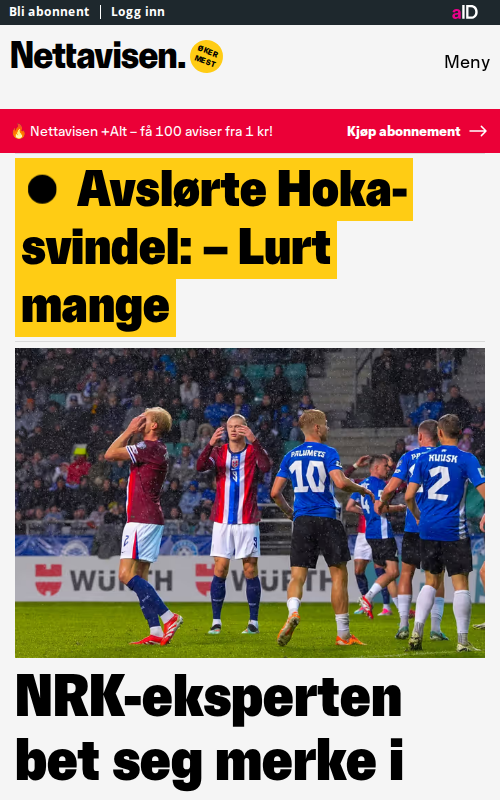 Bli abonnent | Logg inn
aID
Nettavisen.
ØKER
MEST
Meny
🔥 Nettavisen +Alt – få 100 aviser fra 1 kr!
Kjøp abonnement →
● Avslørte Hoka-
svindel: – Lurt
mange
PALUMETS
10
KUUSK
2
9
WÜRTH
WÜRTH
NRK-eksperten
bet seg merke i